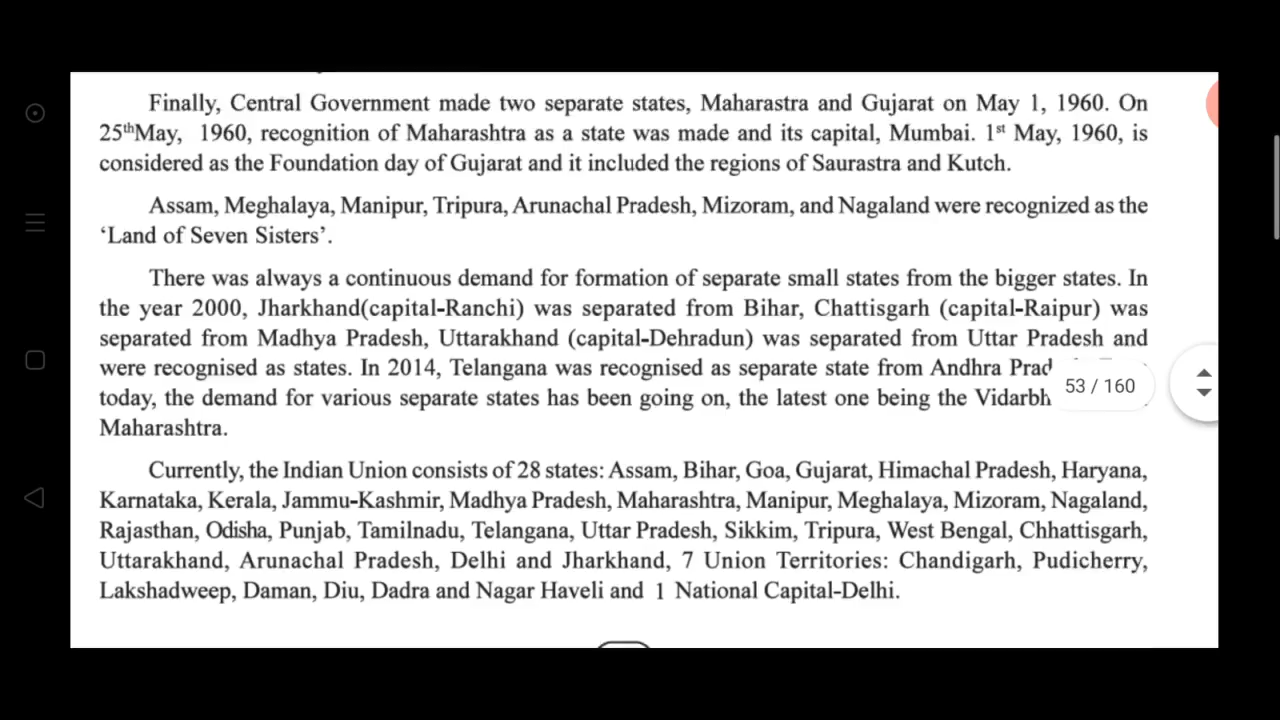 Finally, Central Government made two separate states, Maharastra and Gujarat on May 1, 1960. On
25thMay, 1960, recognition of Maharashtra as a state was made and its capital, Mumbai. 1st May, 1960, is
considered as the Foundation day of Gujarat and it included the regions of Saurastra and Kutch.
Assam, Meghalaya, Manipur, Tripura, Arunachal Pradesh, Mizoram, and Nagaland were recognized as the
‘Land of Seven Sisters’.
There was always a continuous demand for formation of separate small states from the bigger states. In
the year 2000, Jharkhand(capital-Ranchi) was separated from Bihar, Chattisgarh (capital-Raipur) was
separated from Madhya Pradesh, Uttarakhand (capital-Dehradun) was separated from Uttar Pradesh and
were recognised as states. In 2014, Telangana was recognised as separate state from Andhra Prad
53 / 160
today, the demand for various separate states has been going on, the latest one being the Vidarbh
Maharashtra.
Currently, the Indian Union consists of 28 states: Assam, Bihar, Goa, Gujarat, Himachal Pradesh, Haryana,
Karnataka, Kerala, Jammu-Kashmir, Madhya Pradesh, Maharashtra, Manipur, Meghalaya, Mizoram, Nagaland,
Rajasthan, Odisha, Punjab, Tamilnadu, Telangana, Uttar Pradesh, Sikkim, Tripura, West Bengal, Chhattisgarh,
Uttarakhand, Arunachal Pradesh, Delhi and Jharkhand, 7 Union Territories: Chandigarh, Puducherry,
Lakshadweep, Daman, Diu, Dadra and Nagar Haveli and 1 National Capital-Delhi.